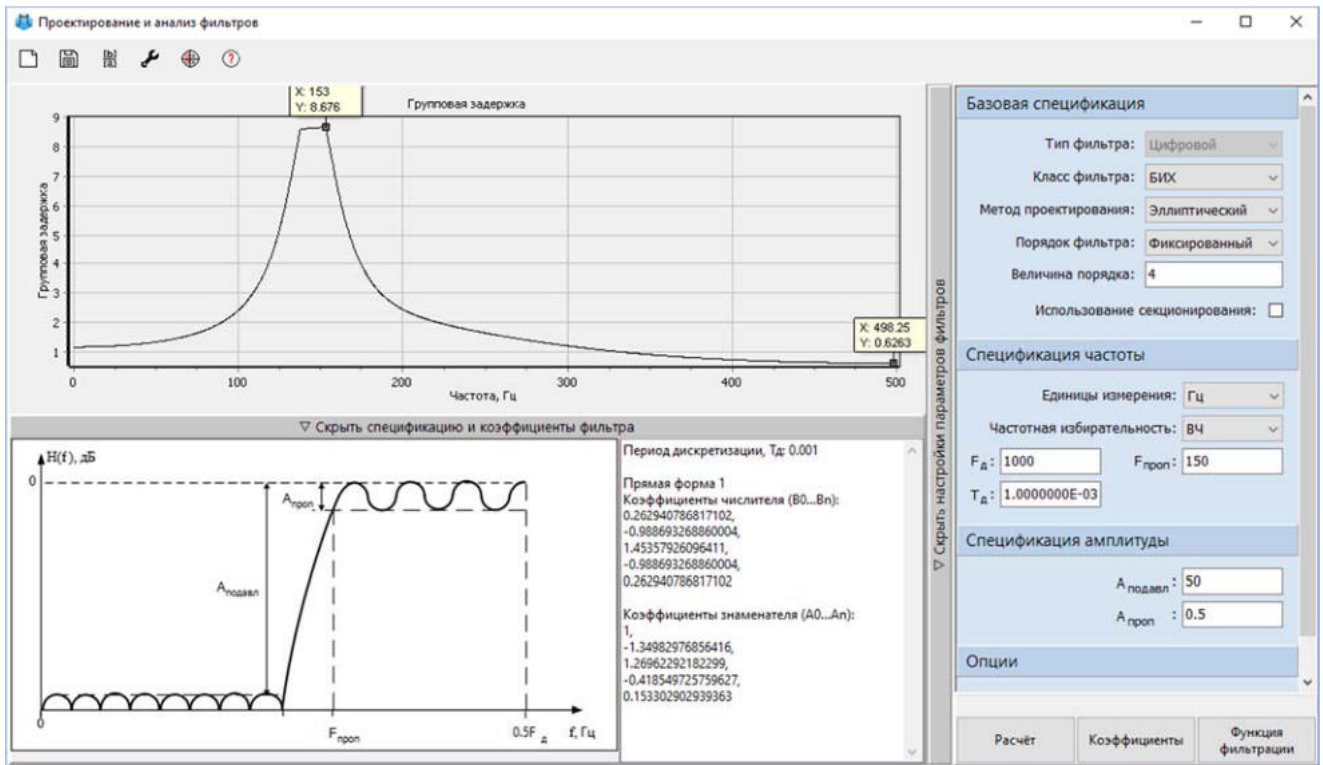 Проектирование и анализ фильтров
X: 153
Y: 8.676
Групповая задержка
Групповая задержка
9
8
7
6
5
4
3
2
1
X: 498.25
Y: 0.6263
0 100 200 300 400 500
Частота, Гц
▽ Скрыть спецификацию и коэффициенты фильтра
H(f), дБ
0
Aпроп
Aподавл
0
Fпроп
0.5F д
f, Гц
Период дискретизации, Tд: 0.001
Прямая форма 1
Коэффициенты числителя (B0...Bn):
0.262940786817102,
-0.988693268860004,
1.45357926096411,
-0.988693268860004,
0.262940786817102
Коэффициенты знаменателя (A0...An):
1,
-1.34982976856416,
1.26962292182299,
-0.418549725759627,
0.153302902939363
▽ Скрыть настройки параметров фильтров
Базовая спецификация
Тип фильтра: Цифровой
Класс фильтра: БИХ
Метод проектирования: Эллиптический
Порядок фильтра: Фиксированный
Величина порядка: 4
Использование секционирования:
Спецификация частоты
Единицы измерения: Гц
Частотная избирательность: ВЧ
Fд: 1000 Fпроп: 150
Tд: 1.0000000E-03
Спецификация амплитуды
A подавл : 50
A проп : 0.5
Опции
Расчёт Коэффициенты Функция
фильтрации